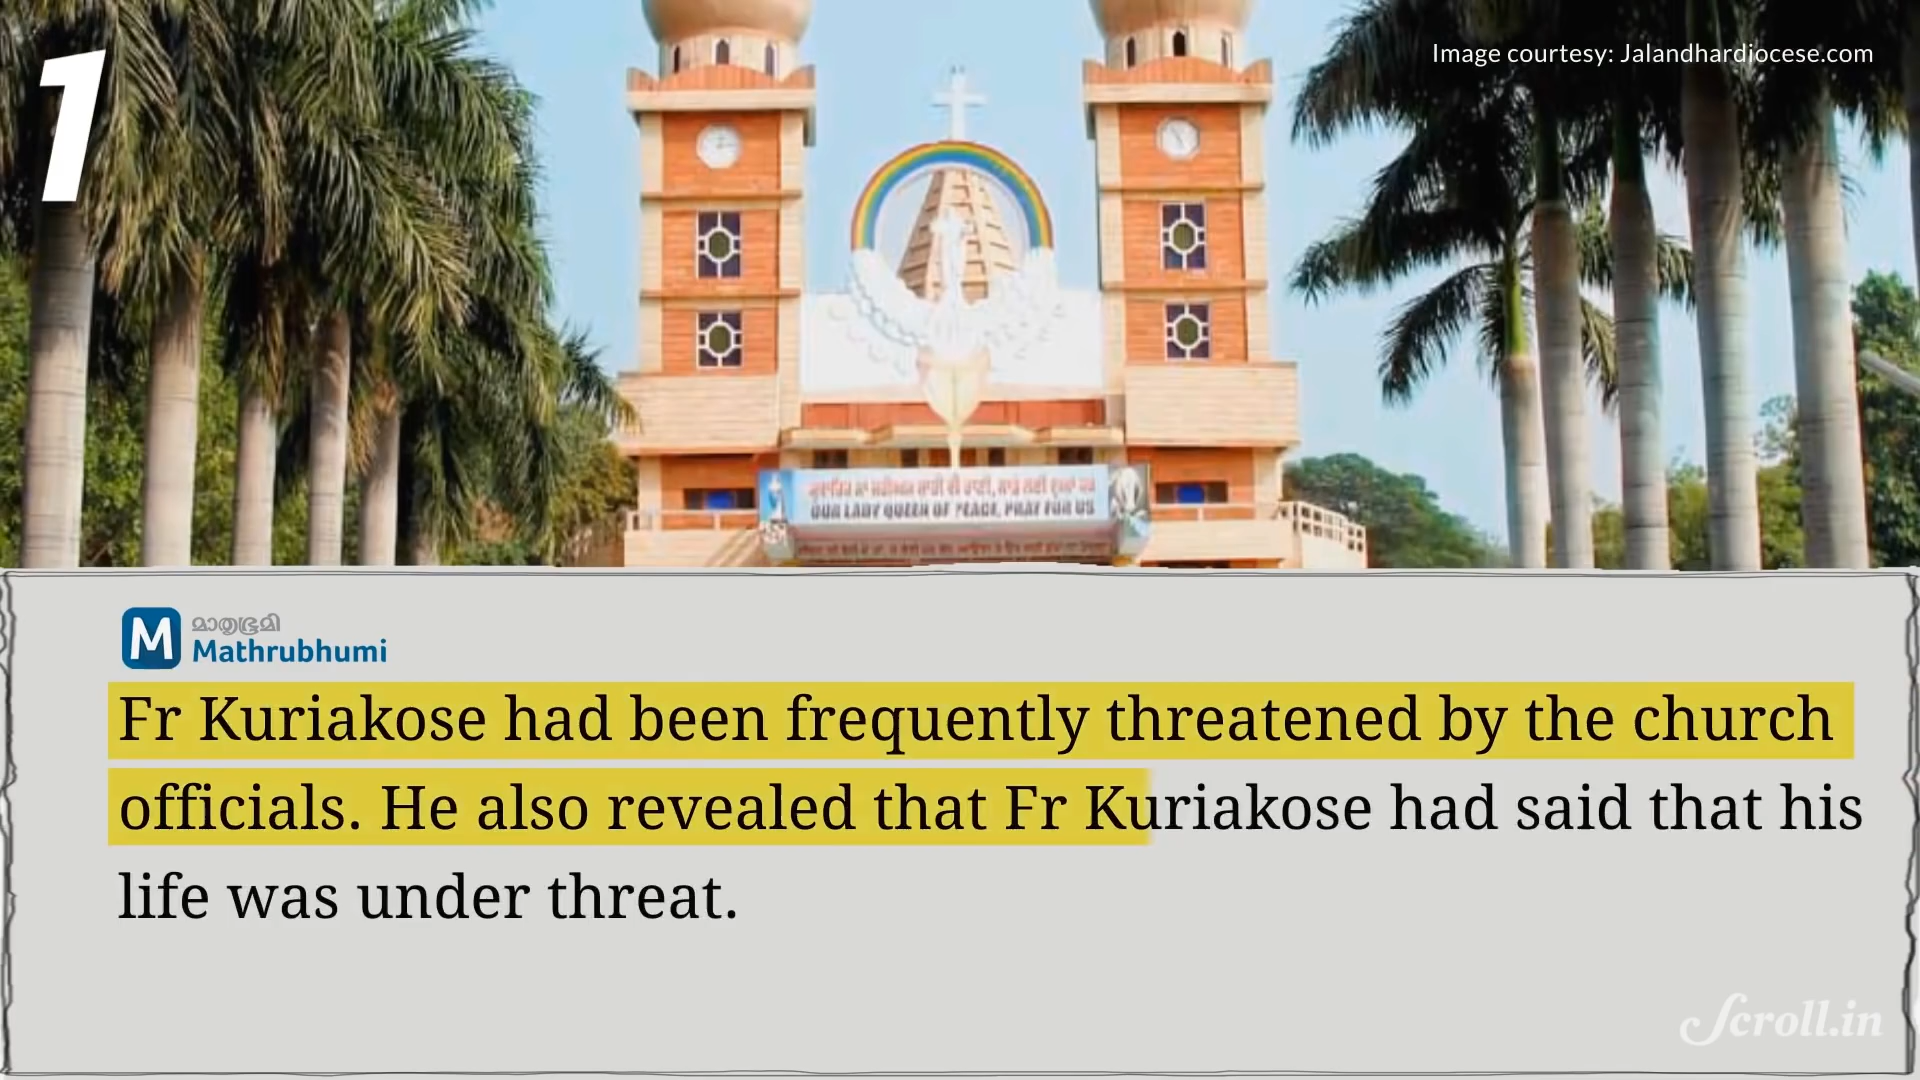 1
Image courtesy: Jalandhardiocese.com
OUR LADY QUEEN OF PEACE, PRAY FOR US
മാതൃഭൂമി
M Mathrubhumi
Fr Kuriakose had been frequently threatened by the church
officials. He also revealed that Fr Kuriakose had said that his
life was under threat.
Scroll.in